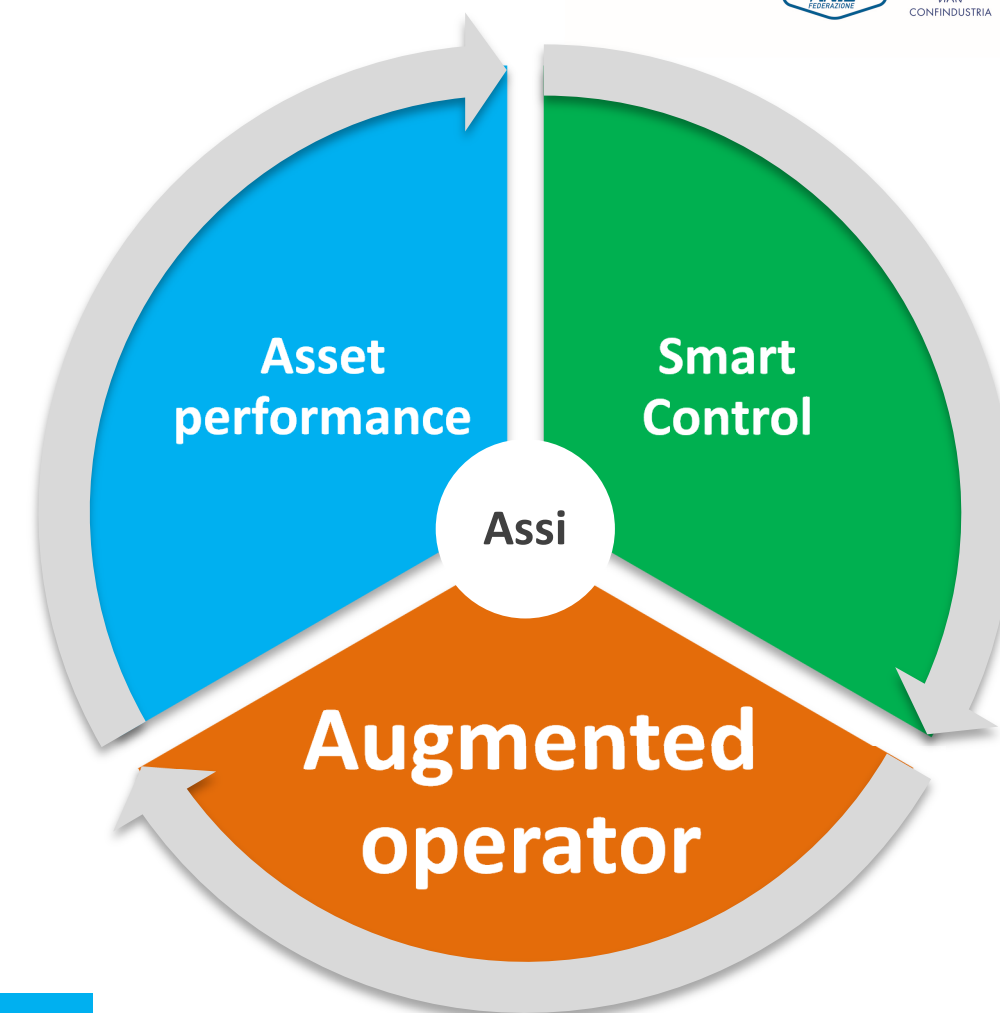 FEDERAZIONE
CONFINDUSTRIA
Asset
performance
Smart
Control
Assi
Augmented
operator